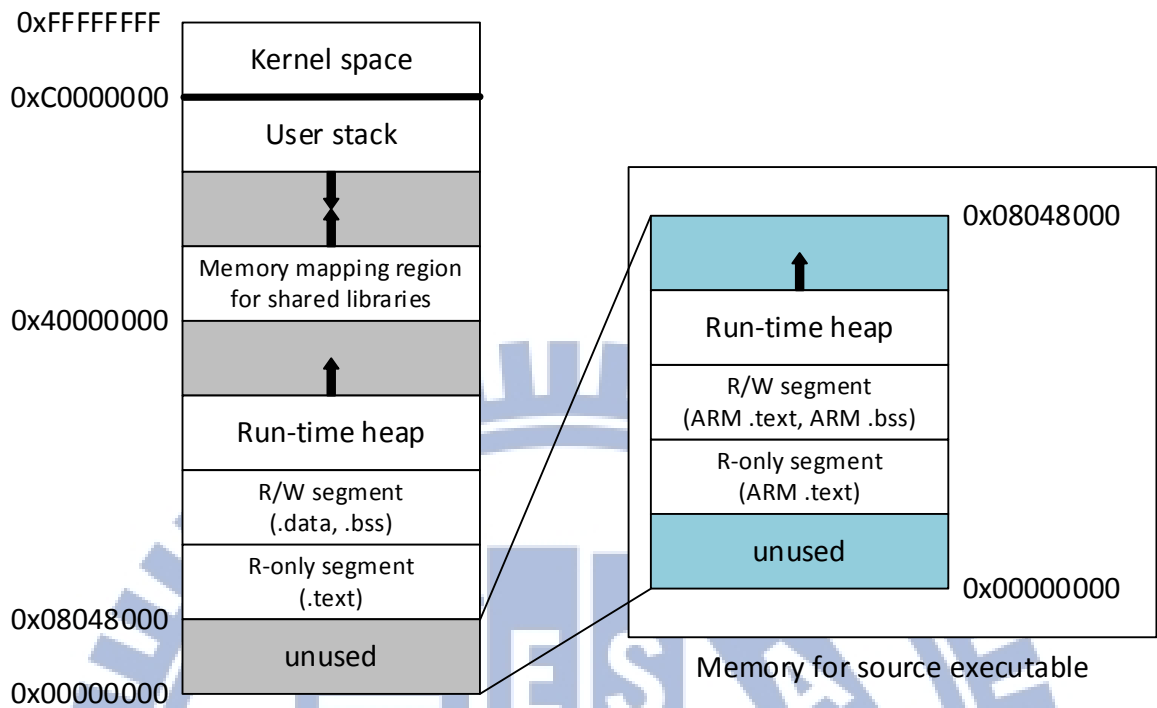 0xFFFFFFFF
Kernel space
0xC0000000
User stack
Memory mapping region
for shared libraries
0x40000000
Run-time heap
R/W segment
(.data, .bss)
R-only segment
(.text)
0x08048000
unused
0x00000000
0x08048000
Run-time heap
R/W segment
(ARM .text, ARM .bss)
R-only segment
(ARM .text)
unused
0x00000000
Memory for source executable
E S A